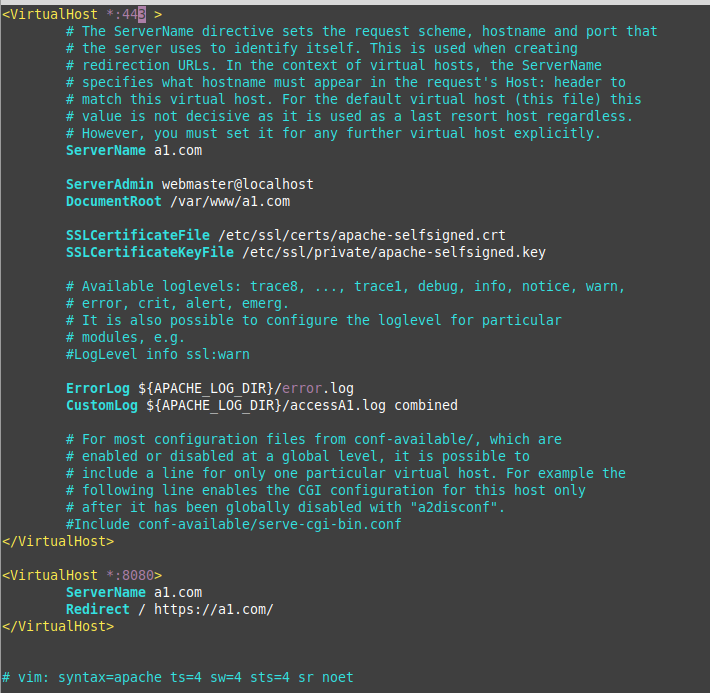 <VirtualHost *:443 >
# The ServerName directive sets the request scheme, hostname and port that
# the server uses to identify itself. This is used when creating
# redirection URLs. In the context of virtual hosts, the ServerName
# specifies what hostname must appear in the request's Host: header to
# match this virtual host. For the default virtual host (this file) this
# value is not decisive as it is used as a last resort host regardless.
# However, you must set it for any further virtual host explicitly.
ServerName a1.com
ServerAdmin webmaster@localhost
DocumentRoot /var/www/a1.com
SSLCertificateFile /etc/ssl/certs/apache-selfsigned.crt
SSLCertificateKeyFile /etc/ssl/private/apache-selfsigned.key
# Available loglevels: trace8, ..., trace1, debug, info, notice, warn,
# error, crit, alert, emerg.
# It is also possible to configure the loglevel for particular
# modules, e.g.
#LogLevel info ssl:warn
ErrorLog ${APACHE_LOG_DIR}/error.log
CustomLog ${APACHE_LOG_DIR}/accessA1.log combined
# For most configuration files from conf-available/, which are
# enabled or disabled at a global level, it is possible to
# include a line for only one particular virtual host. For example the
# following line enables the CGI configuration for this host only
# after it has been globally disabled with "a2disconf".
#Include conf-available/serve-cgi-bin.conf
</VirtualHost>
<VirtualHost *:8080>
ServerName a1.com
Redirect / https://a1.com/
</VirtualHost>
# vim: syntax=apache ts=4 sw=4 sts=4 sr noet